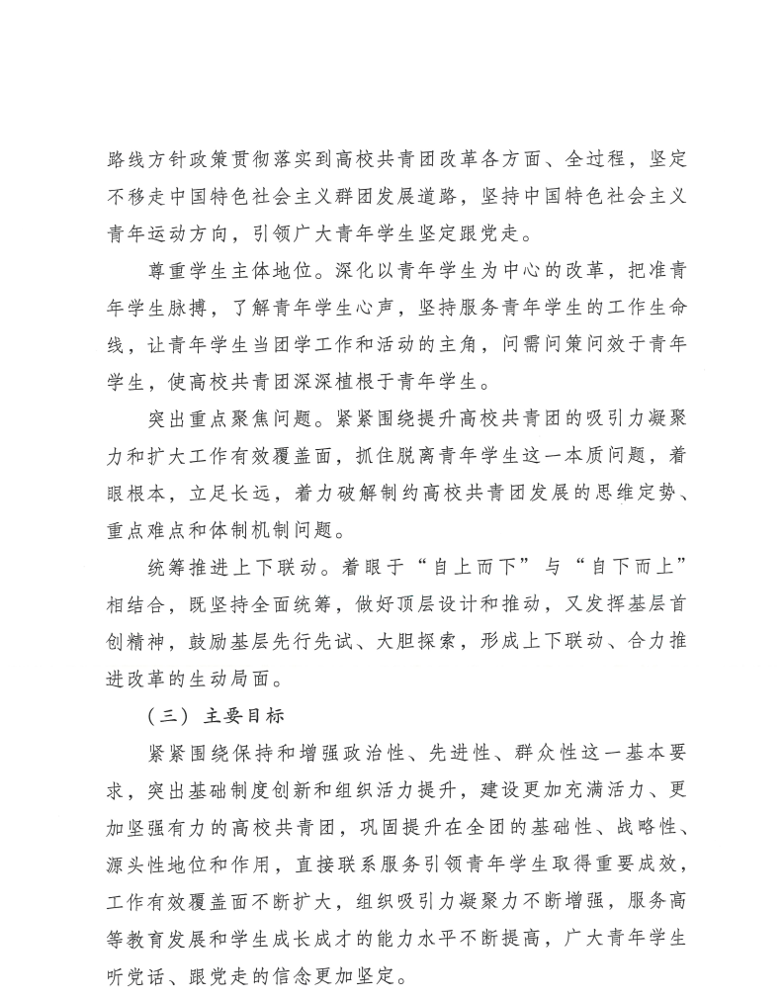 路线方针政策贯彻落实到高校共青团改革各方面、全过程，坚定
不移走中国特色社会主义群团发展道路，坚持中国特色社会主义
青年运动方向，引领广大青年学生坚定跟党走。
尊重学生主体地位。深化以青年学生为中心的改革，把准青
年学生脉搏，了解青年学生心声，坚持服务青年学生的工作生命
线，让青年学生当团学工作和活动的主角，问需问策问效于青年
学生，使高校共青团深深植根于青年学生。
突出重点聚焦问题。紧紧围绕提升高校共青团的吸引力凝聚
力和扩大工作有效覆盖面，抓住脱离青年学生这一本质问题，着
眼根本，立足长远，着力破解制约高校共青团发展的思维定势、
重点难点和体制机制问题。
统筹推进上下联动。着眼于“自上而下”与“自下而上”
相结合，既坚持全面统筹，做好顶层设计和推动，又发挥基层首
创精神，鼓励基层先行先试、大胆探索，形成上下联动、合力推
进改革的生动局面。
（三）主要目标
紧紧围绕保持和增强政治性、先进性、群众性这一基本要
求，突出基础制度创新和组织活力提升，建设更加充满活力、更
加坚强有力的高校共青团，巩固提升在全团的基础性、战略性、
源头性地位和作用，直接联系服务引领青年学生取得重要成效，
工作有效覆盖面不断扩大，组织吸引力凝聚力不断增强，服务高
等教育发展和学生成长成才的能力水平不断提高，广大青年学生
听党话、跟党走的信念更加坚定。